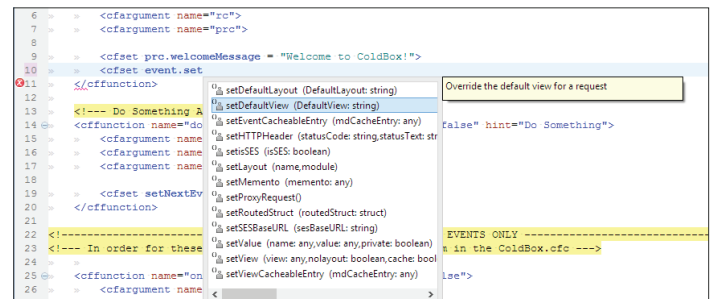 6 <cfargument name="rc">
7 <cfargument name="prc">
8
9 <cfset prc.welcomeMessage = "Welcome to ColdBox!">
10 <cfset event.set
11 </cffunction>
12
13 <!--- Do Something A
14 <cffunction name="do false" hint="Do Something">
15 <cfargument name
16 <cfargument name
17 <cfargument name
18
19 <cfset setNextEv
20 </cffunction>
21
22 <!------------------------ EVENTS ONLY ------------------------
23 <!--- In order for these m in the ColdBox.cfc --->
24
25 <cffunction name="on lse">
26 <cfargument name
setDefaultLayout (DefaultLayout: string)
setDefaultView (DefaultView: string)
setEventCacheableEntry (mdCacheEntry: any)
setHTTPHeader (statusCode: string,statusText: str
setisSES (isSES: boolean)
setLayout (name,module)
setMemento (memento: any)
setProxyRequest()
setRoutedStruct (routedStruct: struct)
setSESBaseURL (sesBaseURL: string)
setValue (name: any,value: any,private: boolean)
setView (view: any,nolayout: boolean,cache: bool
setViewCacheableEntry (mdCacheEntry: any)
Override the default view for a request